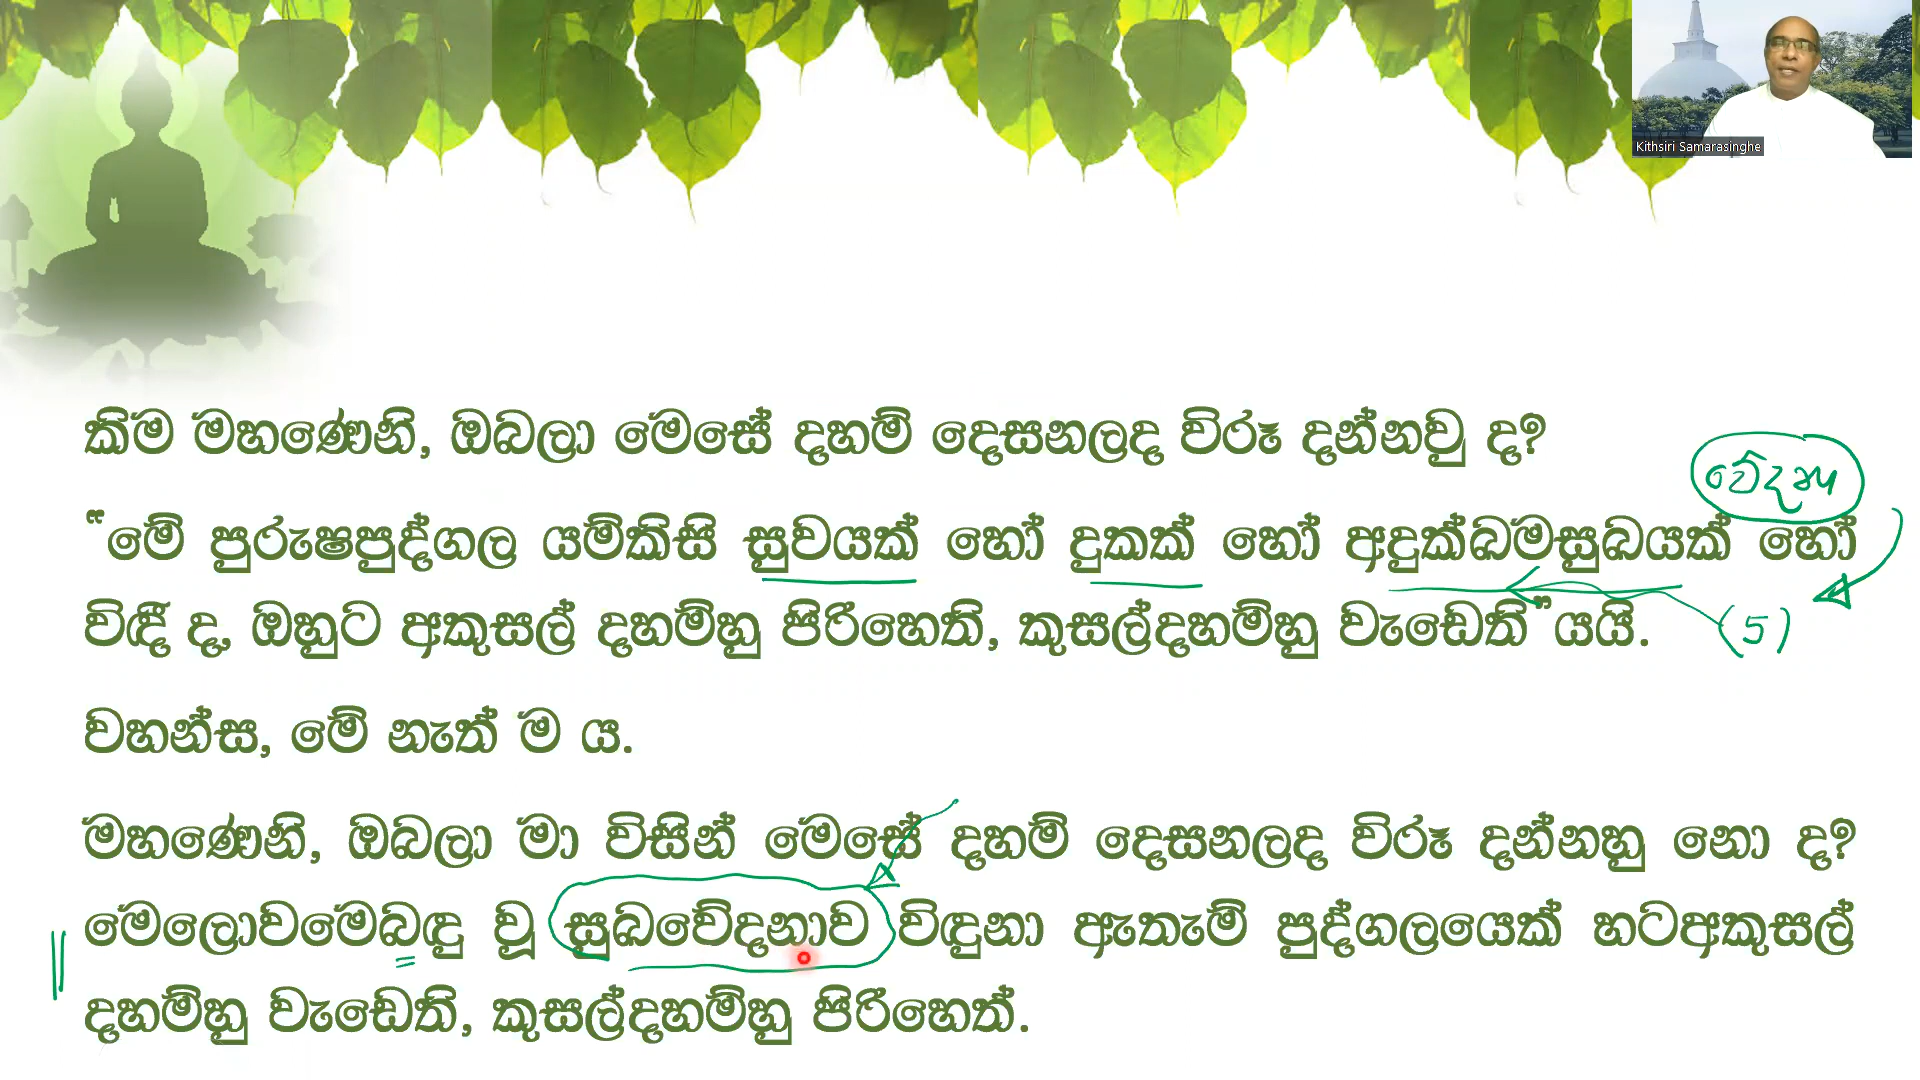 Kithsiri Samarasinghe
කිම මහණෙනි, ඔබලා මෙසේ දහම් දෙසනලද විරූ දන්නවු ද?
වේදනා
“මේ පුරුෂපුද්ගල යම්කිසි සුවයක් හෝ දුකක් හෝ අදුක්ඛමසුඛයක් හෝ
විඳී ද, ඔහුට අකුසල් දහම්හු පිරිහෙති, කුසල්දහම්හු වැඩෙති”යයි.
(5)
වහන්ස, මේ නැත් ම ය.
මහණෙනි, ඔබලා මා විසින් මෙසේ දහම් දෙසනලද විරූ දන්නහු නො ද?
මෙලොවමෙබඳු වූ සුඛවේදනාව විඳුනා ඇතැම් පුද්ගලයෙක් හටඅකුසල්
දහම්හු වැඩෙති, කුසල්දහම්හු පිරිහෙත්.